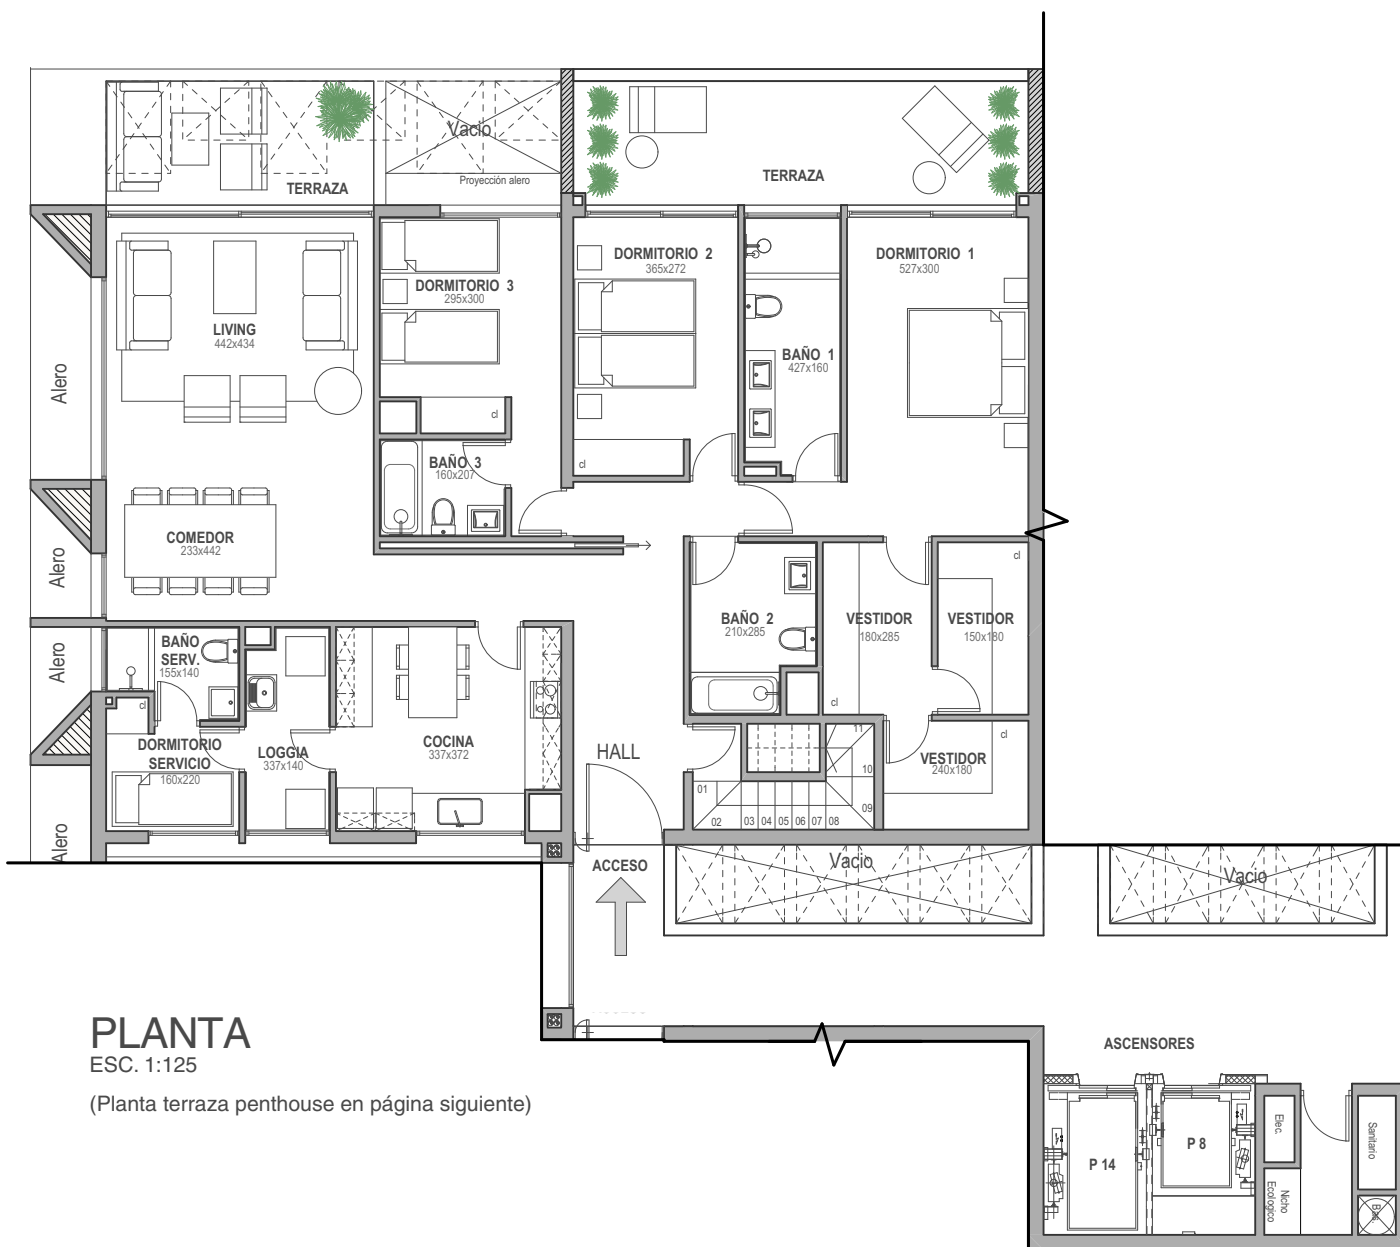 Vacio
Proyección alero
TERRAZA
TERRAZA
DORMITORIO 3
295x300
DORMITORIO 2
365x272
DORMITORIO 1
527x300
LIVING
442x434
BAÑO 1
427x160
Alero
cl
cl
BAÑO 3
160x207
COMEDOR
233x442
Alero
cl
BAÑO 2
210x285
VESTIDOR
180x285
VESTIDOR
150x180
Alero
BAÑO
SERV.
155x140
cl
cl
cl
DORMITORIO
SERVICIO
160x220
LOGGIA
337x140
COCINA
337x372
HALL
VESTIDOR
240x180
11
10
09
01
02
03
04
05
06
07
08
Alero
ACCESO
Vacio
Vacio
PLANTA
ESC. 1:125
(Planta terraza penthouse en página siguiente)
ASCENSORES
P 14
P 8
Elec.
Nicho
Ecologico
Sanitario